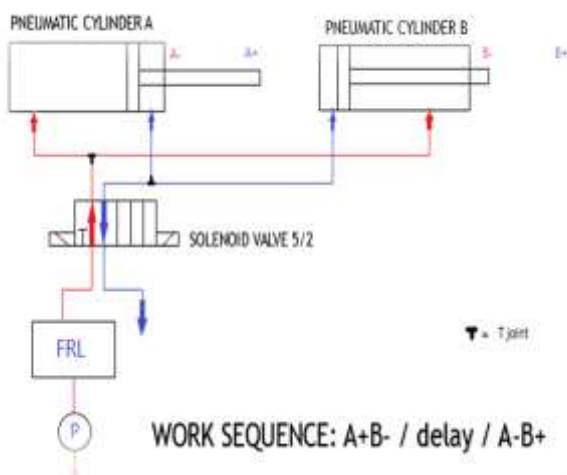 PNEUMATIC CYLINDER A
PNEUMATIC CYLINDER B
A-
A+
B-
B+
T
SOLENOID VALVE 5/2
FRL
T = T joint
P
WORK SEQUENCE: A+B- / delay / A-B+